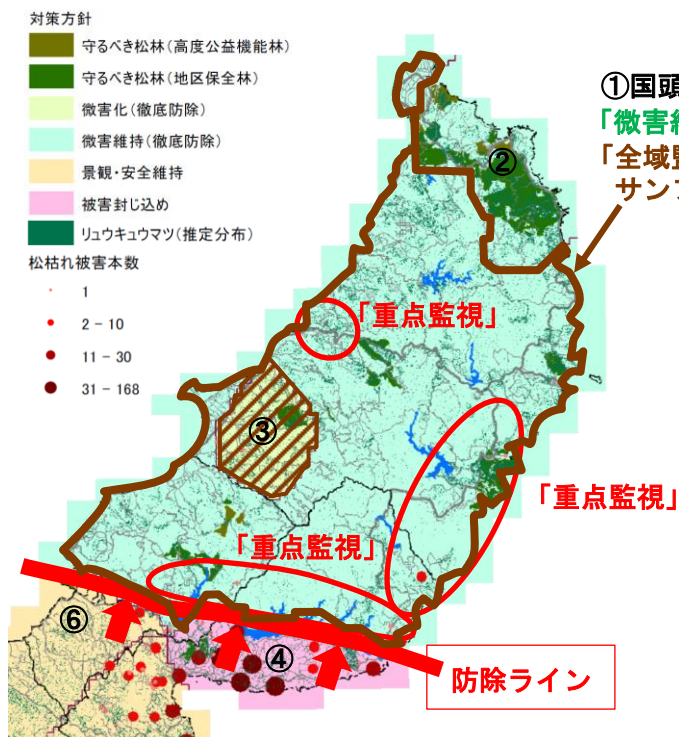 対策方針
守るべき松林(高度公益機能林)
守るべき松林(地区保全林)
微害化(徹底防除)
微害維持(徹底防除)
景観・安全維持
被害封じ込め
リュウキュウマツ(推定分布)
松枯れ被害本数
1
2 - 10
11 - 30
31 - 168
①国頭
「微害
「全域監
サンプ
②
「重点監視」
③
「重点監視」
「重点監視」
⑥
④
防除ライン